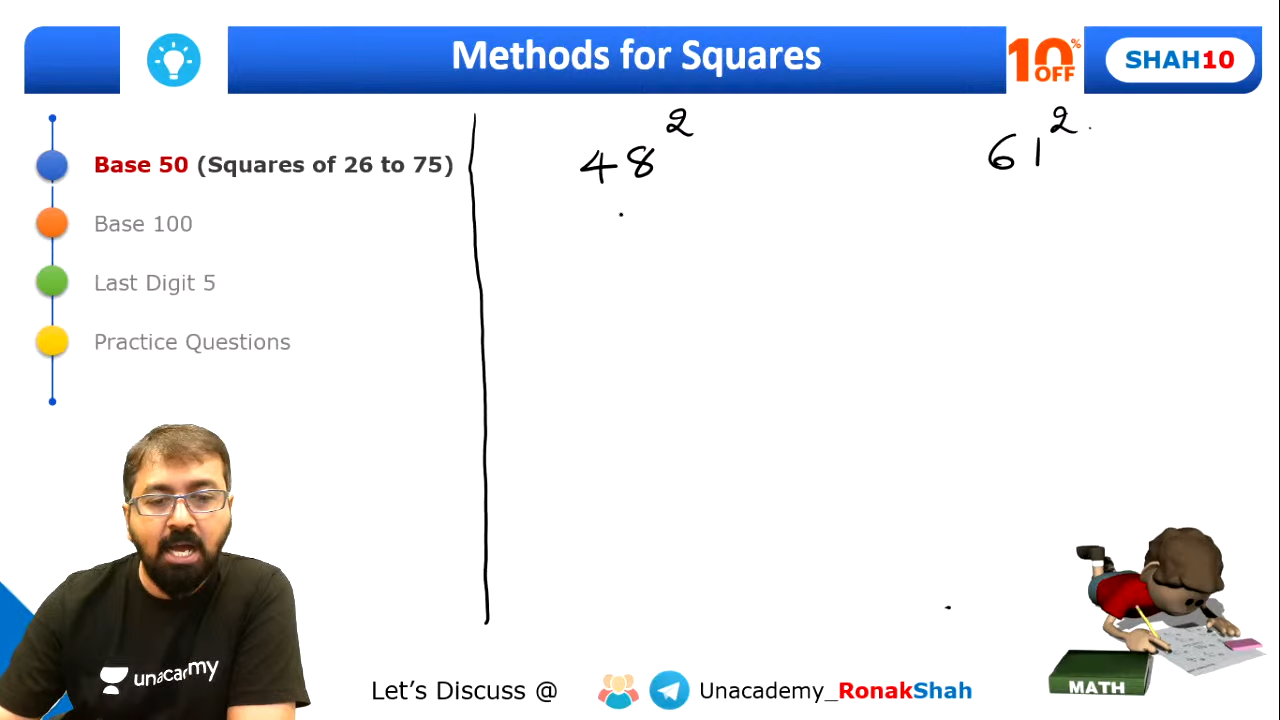 Methods for Squares
10% OFF
SHAH10
Base 50 (Squares of 26 to 75)
Base 100
Last Digit 5
Practice Questions
48²
61²
unacademy
MATH
Let's Discuss @ Unacademy_RonakShah